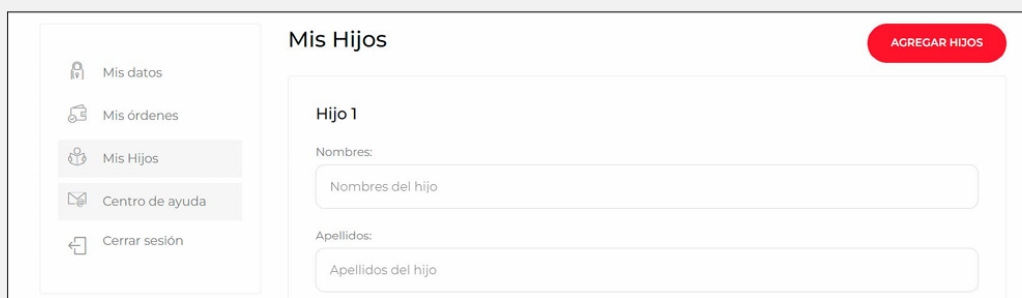 Mis datos
Mis órdenes
Mis Hijos
Centro de ayuda
Cerrar sesión
Mis Hijos
AGREGAR HIJOS
Hijo 1
Nombres:
Nombres del hijo
Apellidos:
Apellidos del hijo